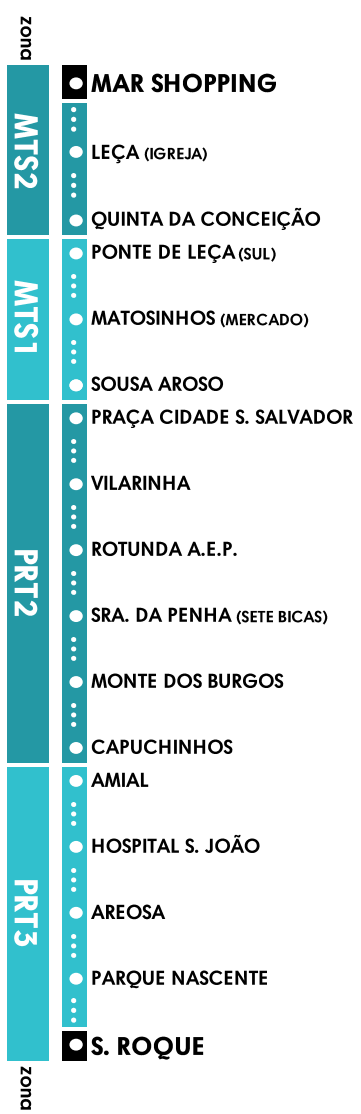 zona
MTS2
MAR SHOPPING
LEÇA (IGREJA)
QUINTA DA CONCEIÇÃO
MTS1
PONTE DE LEÇA (SUL)
MATOSINHOS (MERCADO)
SOUSA AROSO
PRT2
PRAÇA CIDADE S. SALVADOR
VILARINHA
ROTUNDA A.E.P.
SRA. DA PENHA (SETE BICAS)
MONTE DOS BURGOS
CAPUCHINHOS
PRT3
AMIAL
HOSPITAL S. JOÃO
AREOSA
PARQUE NASCENTE
S. ROQUE
zona